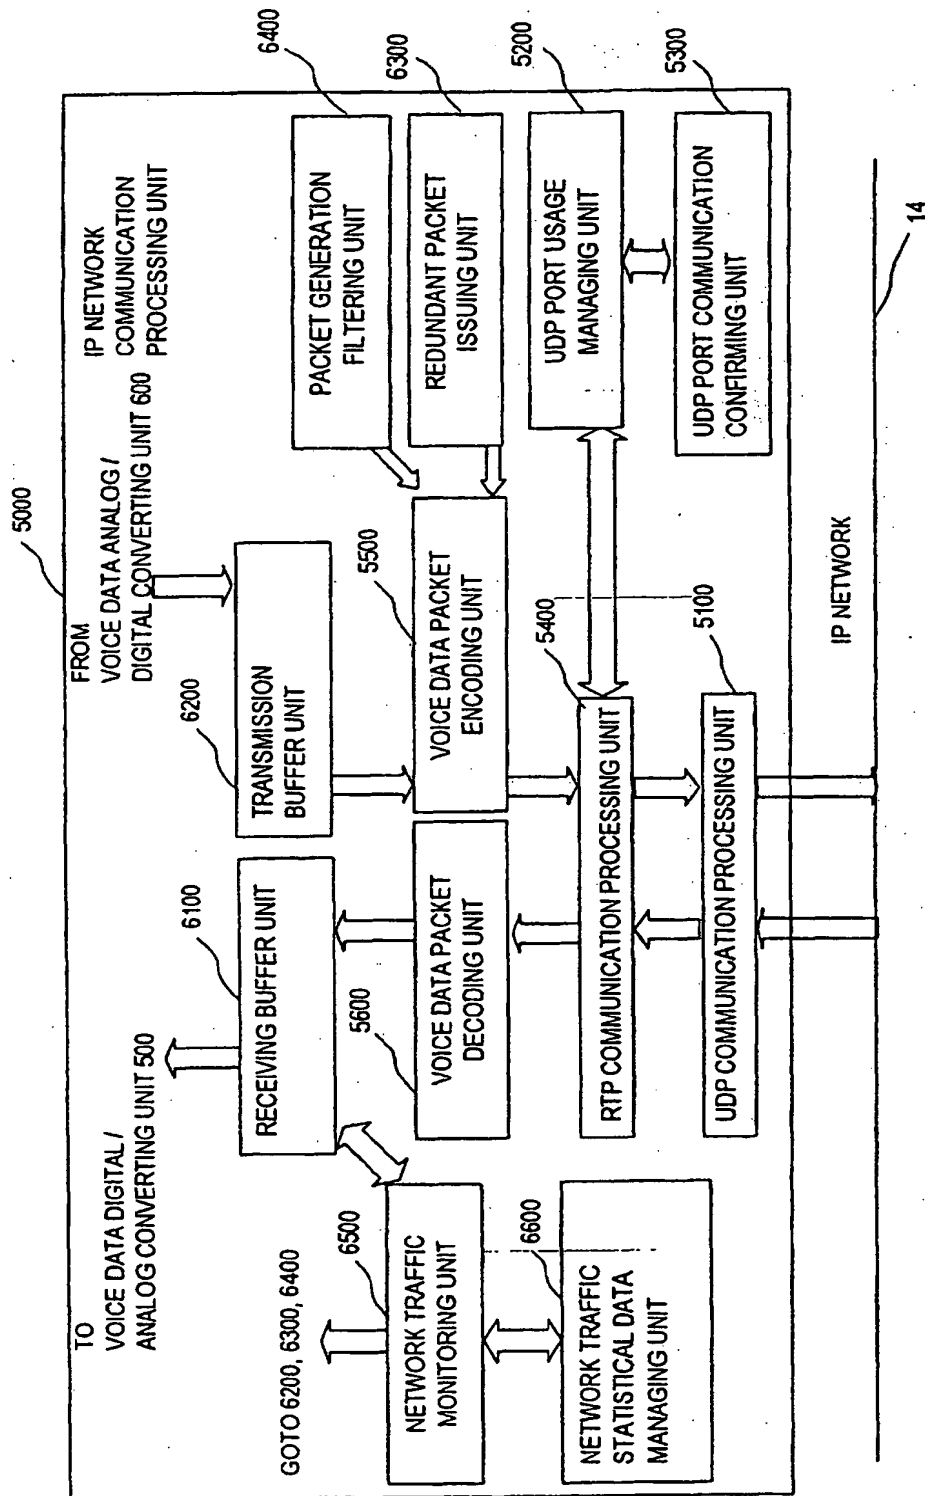 5000
FROM
VOICE DATA ANALOG /
DIGITAL CONVERTING UNIT 600
IP NETWORK
COMMUNICATION
PROCESSING UNIT
TO
VOICE DATA DIGITAL /
ANALOG CONVERTING UNIT 500
GOTO 6200, 6300, 6400
6500
NETWORK TRAFFIC
MONITORING UNIT
6600
NETWORK TRAFFIC
STATISTICAL DATA
MANAGING UNIT
6100
RECEIVING BUFFER UNIT
6200
TRANSMISSION
BUFFER UNIT
5600
VOICE DATA PACKET
DECODING UNIT
5500
VOICE DATA PACKET
ENCODING UNIT
5400
RTP COMMUNICATION PROCESSING UNIT
5100
UDP COMMUNICATION PROCESSING UNIT
6400
PACKET GENERATION
FILTERING UNIT
6300
REDUNDANT PACKET
ISSUING UNIT
5200
UDP PORT USAGE
MANAGING UNIT
5300
UDP PORT COMMUNICATION
CONFIRMING UNIT
IP NETWORK
14